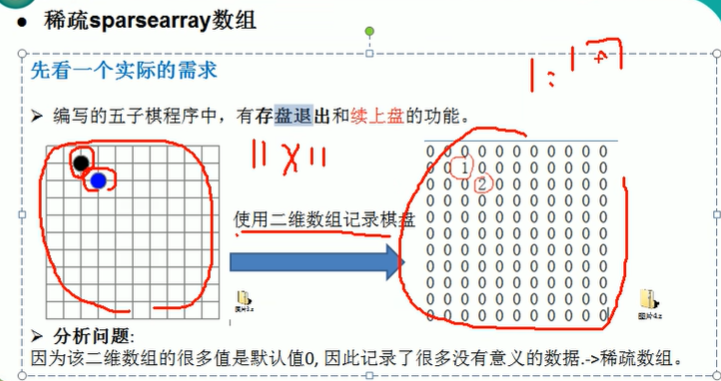 ● 稀疏sparsearray数组
先看一个实际的需求
➢ 编写的五子棋程序中，有存盘退出和续上盘的功能。
11 X 11
使用二维数组记录棋盘
0 0 0 0 0 0 0 0 0 0 0
0 0 1 0 0 0 0 0 0 0 0
0 0 0 2 0 0 0 0 0 0 0
0 0 0 0 0 0 0 0 0 0 0
0 0 0 0 0 0 0 0 0 0 0
0 0 0 0 0 0 0 0 0 0 0
0 0 0 0 0 0 0 0 0 0 0
0 0 0 0 0 0 0 0 0 0 0
0 0 0 0 0 0 0 0 0 0 0
0 0 0 0 0 0 0 0 0 0 0
0 0 0 0 0 0 0 0 0 0 0
➢ 分析问题:
因为该二维数组的很多值是默认值0, 因此记录了很多没有意义的数据.->稀疏数组。